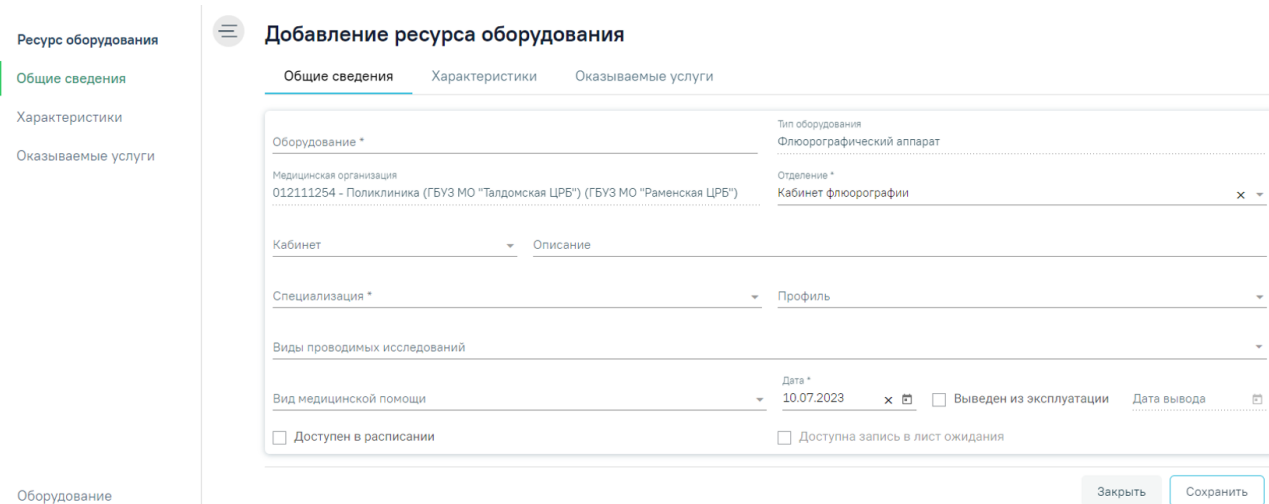 Ресурс оборудования
Общие сведения
Характеристики
Оказываемые услуги
Оборудование
Добавление ресурса оборудования
Общие сведения Характеристики Оказываемые услуги
Тип оборудования
Оборудование * Флюорографический аппарат
Медицинская организация Отделение *
012111254 - Поликлиника (ГБУЗ МО "Талдомская ЦРБ") (ГБУЗ МО "Раменская ЦРБ") Кабинет флюорографии
Кабинет Описание
Специализация * Профиль
Виды проводимых исследований
Дата *
Вид медицинской помощи 10.07.2023 Выведен из эксплуатации Дата вывода
Доступен в расписании Доступна запись в лист ожидания
Закрыть Сохранить